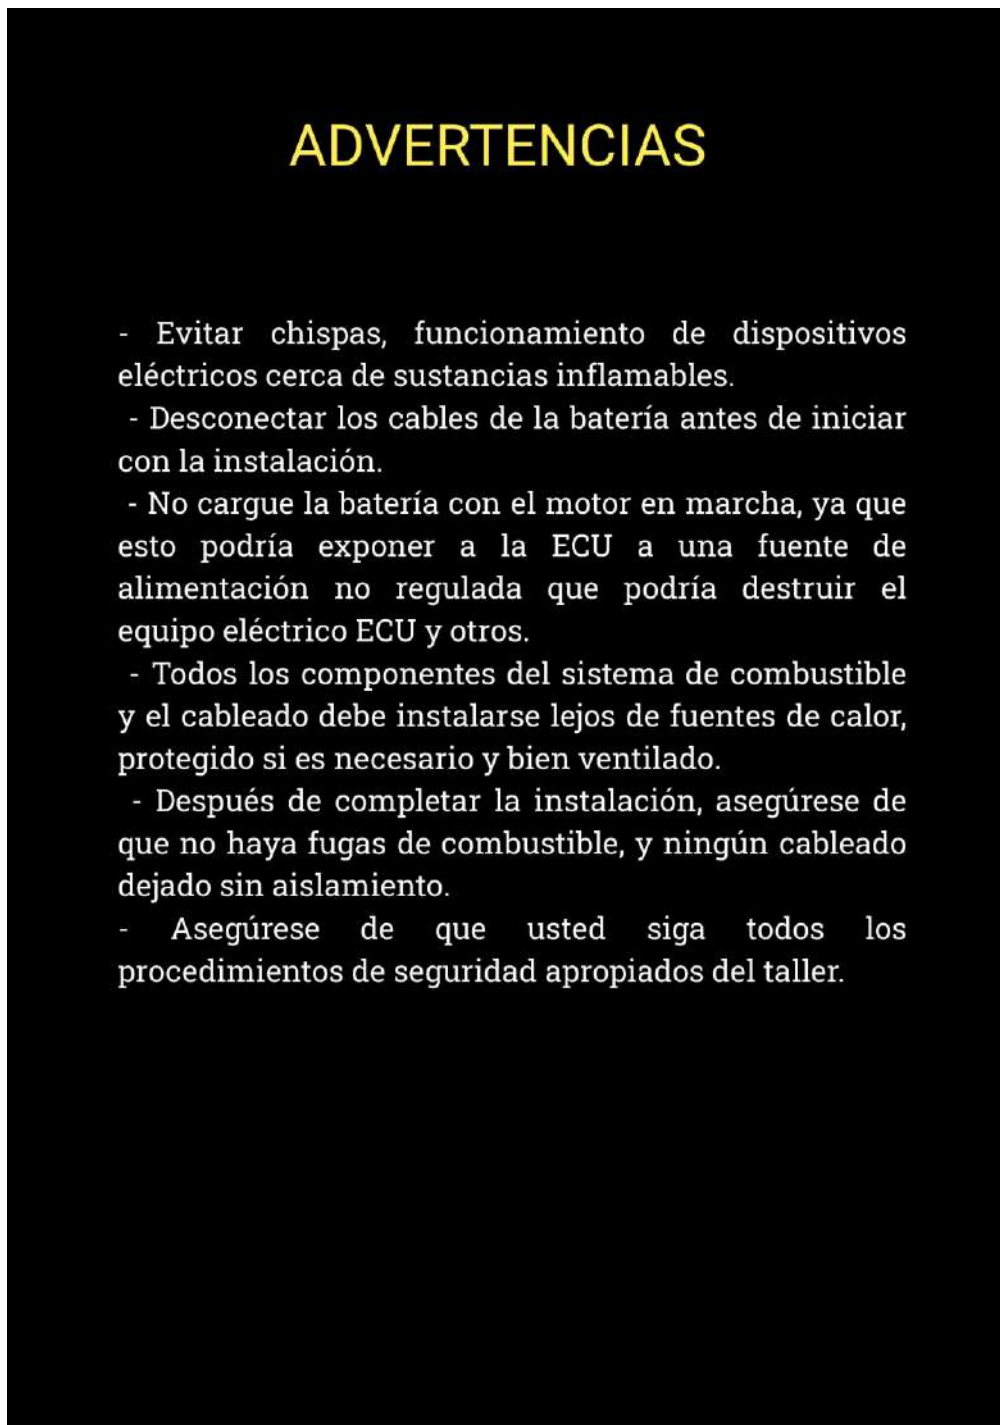 ADVERTENCIAS
- Evitar chispas, funcionamiento de dispositivos
eléctricos cerca de sustancias inflamables.
- Desconectar los cables de la batería antes de iniciar
con la instalación.
- No cargue la batería con el motor en marcha, ya que
esto podría exponer a la ECU a una fuente de
alimentación no regulada que podría destruir el
equipo eléctrico ECU y otros.
- Todos los componentes del sistema de combustible
y el cableado debe instalarse lejos de fuentes de calor,
protegido si es necesario y bien ventilado.
- Después de completar la instalación, asegúrese de
que no haya fugas de combustible, y ningún cableado
dejado sin aislamiento.
- Asegúrese de que usted siga todos los
procedimientos de seguridad apropiados del taller.